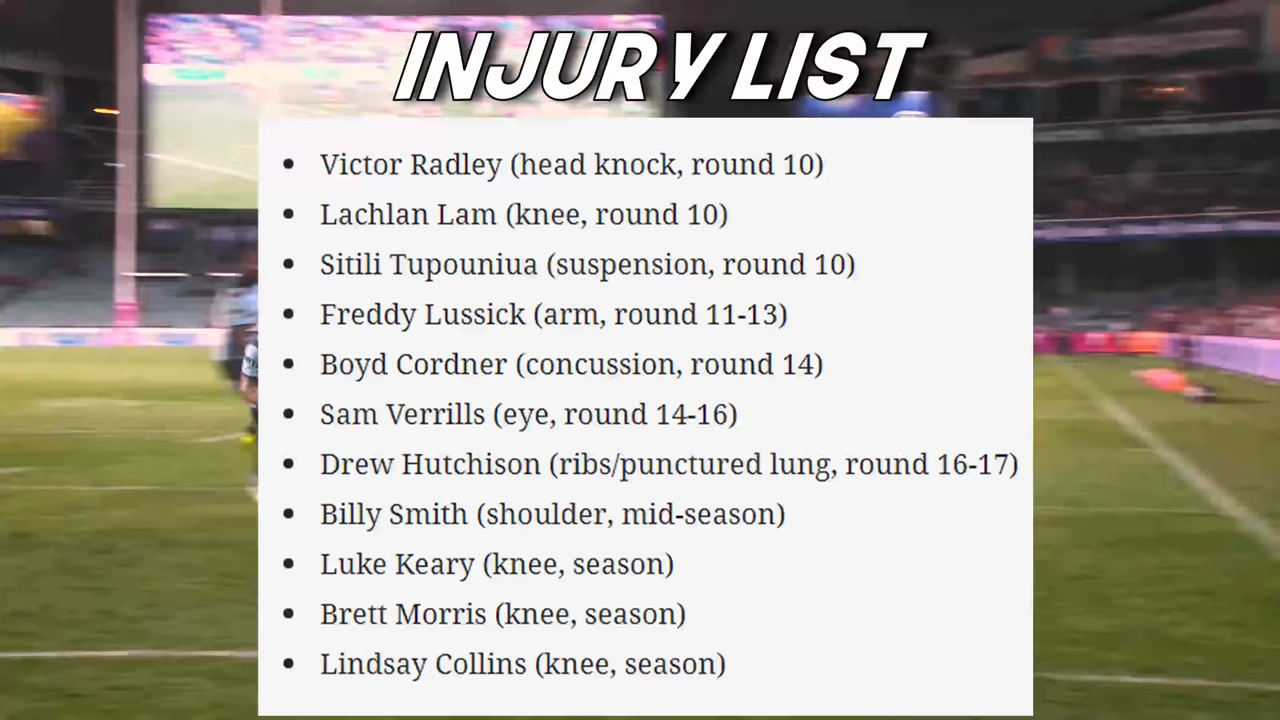 INJURY LIST
• Victor Radley (head knock, round 10)
• Lachlan Lam (knee, round 10)
• Sitili Tupouniua (suspension, round 10)
• Freddy Lussick (arm, round 11-13)
• Boyd Cordner (concussion, round 14)
• Sam Verrills (eye, round 14-16)
• Drew Hutchison (ribs/punctured lung, round 16-17)
• Billy Smith (shoulder, mid-season)
• Luke Keary (knee, season)
• Brett Morris (knee, season)
• Lindsay Collins (knee, season)